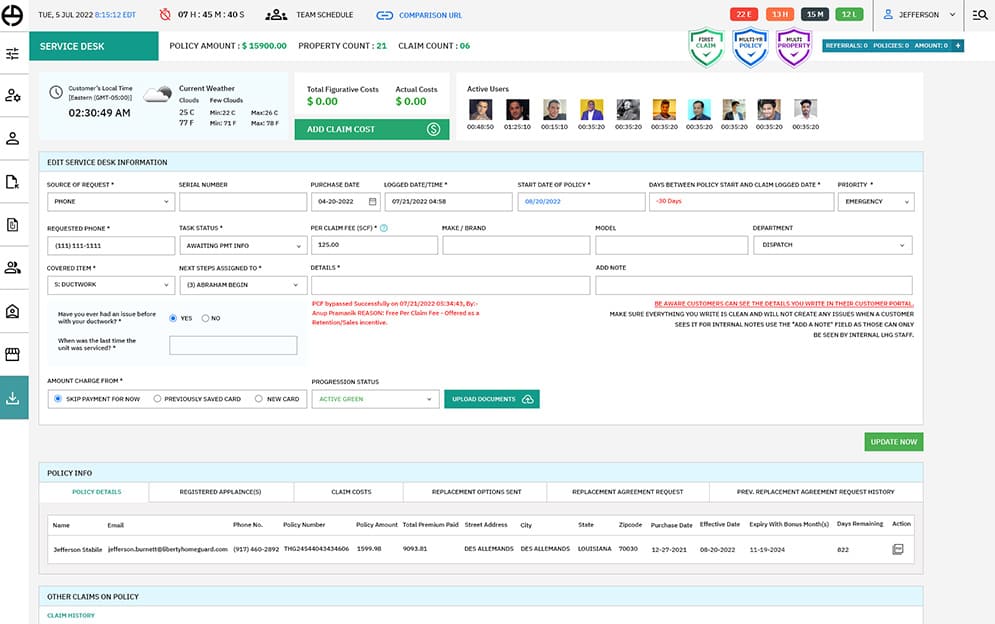 TUE, 5 JUL 2022 8:15:12 EDT
07 H : 45 M : 40 S
TEAM SCHEDULE
COMPARISON URL
22 E
13 H
15 M
12 L
JEFFERSON
SERVICE DESK
POLICY AMOUNT : $ 15900.00
PROPERTY COUNT : 21
CLAIM COUNT : 06
FIRST
CLAIM
MULTI-YR
POLICY
MULTI
PROPERTY
REFERRALS: 0 POLICIES: 0 AMOUNT: 0 +
Customer's Local Time
[Eastern (GMT-05:00)]
02:30:49 AM
Current Weather
Clouds Few Clouds
25 C Min:22 C Max:26 C
77 F Min: 71 F Max: 78 F
Total Figurative Costs
$ 0.00
Actual Costs
$ 0.00
ADD CLAIM COST
Active Users
00:48:50 01:25:10 00:15:10 00:35:20 00:35:20 00:35:20 00:35:20 00:35:20 00:35:20 00:35:20
EDIT SERVICE DESK INFORMATION
SOURCE OF REQUEST * SERIAL NUMBER PURCHASE DATE LOGGED DATE/TIME * START DATE OF POLICY * DAYS BETWEEN POLICY START AND CLAIM LOGGED DATE * PRIORITY *
PHONE 04-20-2022 07/21/2022 04:58 08/20/2022 -30 Days EMERGENCY
REQUESTED PHONE * TASK STATUS * PER CLAIM FEE (SCF) * MAKE / BRAND MODEL DEPARTMENT
(111) 111-1111 AWAITING PMT INFO 125.00 DISPATCH
COVERED ITEM * NEXT STEPS ASSIGNED TO * DETAILS * ADD NOTE
S: DUCTWORK (3) ABRAHAM BEGIN
PCF bypassed Successfully on 07/21/2022 05:34:43, By:-
Anup Pramanik REASON: Free Per Claim Fee - Offered as a
Retention/Sales incentive.
BE AWARE CUSTOMERS CAN SEE THE DETAILS YOU WRITE IN THEIR CUSTOMER PORTAL.
MAKE SURE EVERYTHING YOU WRITE IS CLEAN AND WILL NOT CREATE ANY ISSUES WHEN A CUSTOMER
SEES IT FOR INTERNAL NOTES USE THE "ADD A NOTE" FIELD AS THOSE CAN ONLY
BE SEEN BY INTERNAL LHG STAFF.
Have you ever had an issue before
with your ductwork? *
YES NO
When was the last time the
unit was serviced? *
AMOUNT CHARGE FROM * PROGRESSION STATUS
SKIP PAYMENT FOR NOW PREVIOUSLY SAVED CARD NEW CARD ACTIVE GREEN UPLOAD DOCUMENTS
UPDATE NOW
POLICY INFO
POLICY DETAILS REGISTERED APPLAINCE(S) CLAIM COSTS REPLACEMENT OPTIONS SENT REPLACEMENT AGREEMENT REQUEST PREV. REPLACEMENT AGREEMENT REQUEST HISTORY
Name Email Phone No. Policy Number Policy Amount Total Premium Paid Street Address City State Zipcode Purchase Date Effective Date Expiry With Bonus Month(s) Days Remaining Action
Jefferson Stabile jefferson.burnett@libertyhomeguard.com (917) 460-2892 THG24544043434606 1599.98 9093.81 DES ALLEMANDS DES ALLEMANDS LOUISIANA 70030 12-27-2021 08-20-2022 11-19-2024 822
OTHER CLAIMS ON POLICY
CLAIM HISTORY